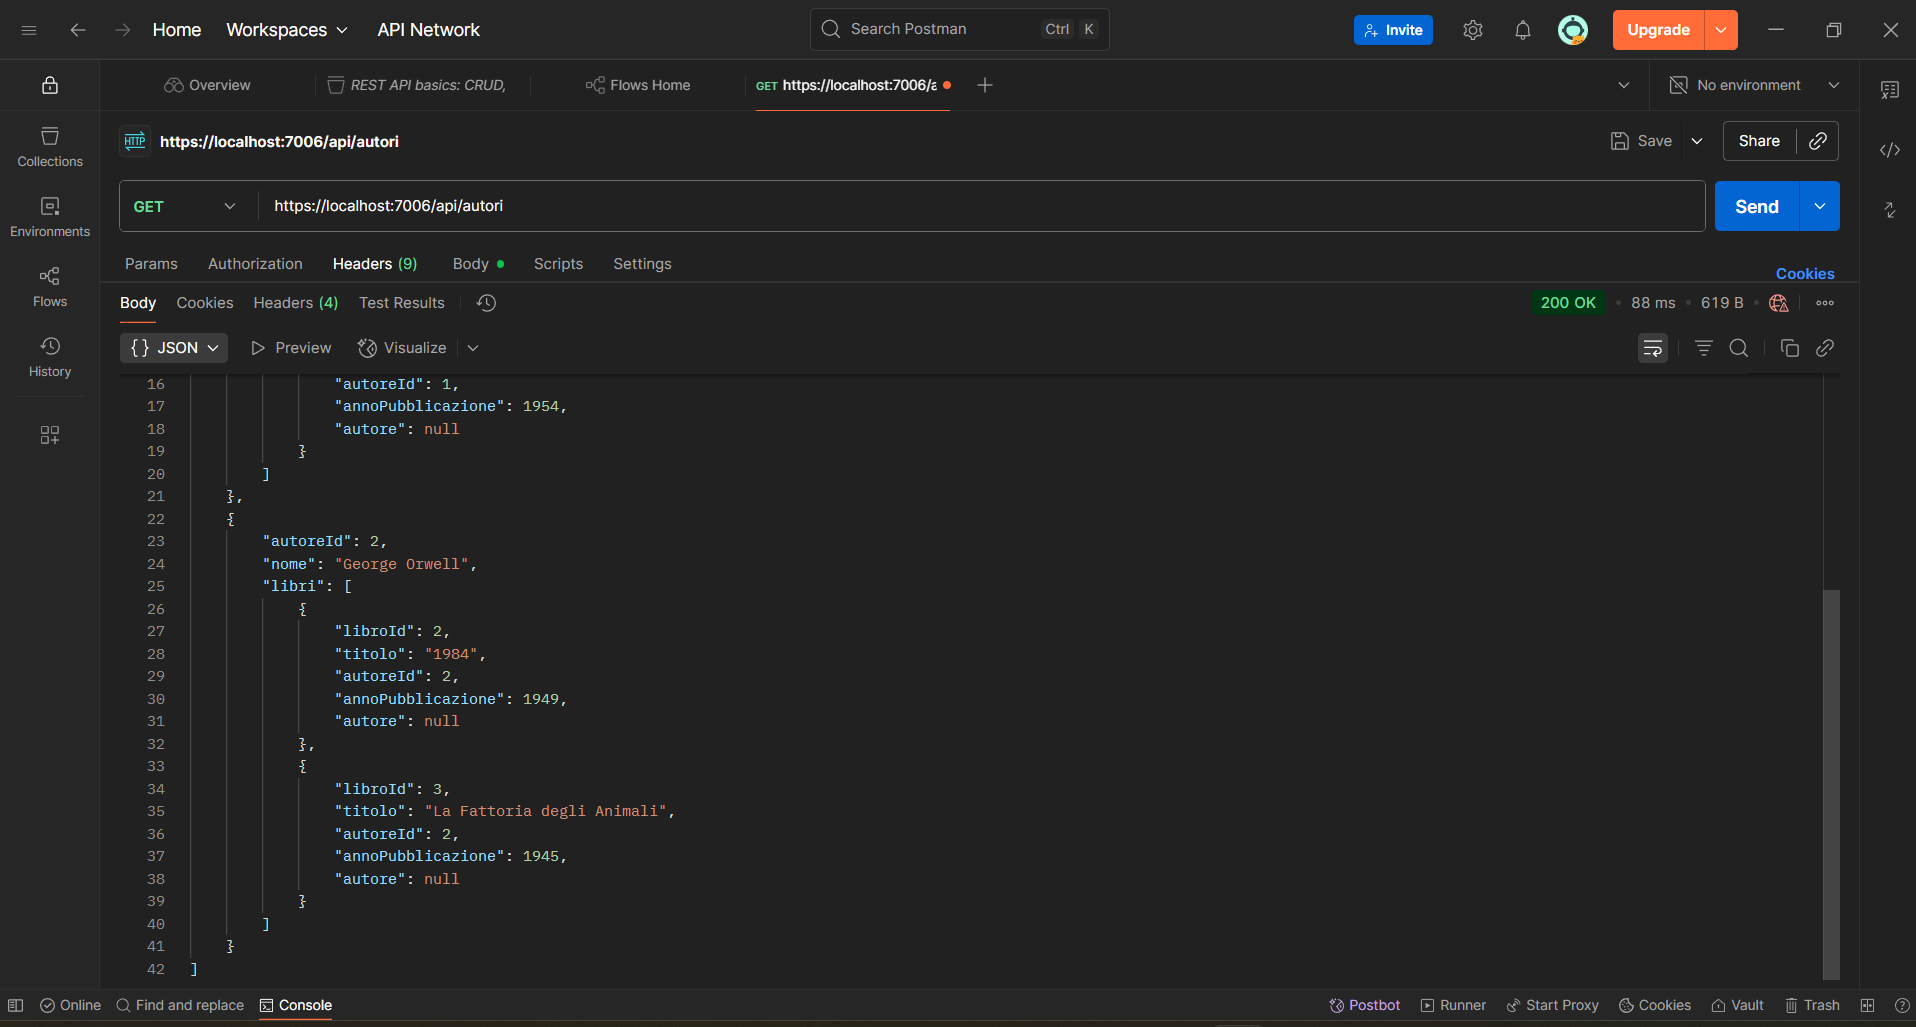 Home Workspaces API Network Search Postman Ctrl K Invite Upgrade
Overview REST API basics: CRUD, Flows Home GET https://localhost:7006/a No environment
HTTP https://localhost:7006/api/autori Save Share
Collections
Environments
Flows
History
GET https://localhost:7006/api/autori Send
Params Authorization Headers (9) Body Scripts Settings Cookies
Body Cookies Headers (4) Test Results 200 OK 88 ms 619 B
{} JSON Preview Visualize
16 "autoreId": 1,
17 "annoPubblicazione": 1954,
18 "autore": null
19 }
20 ]
21 },
22 {
23 "autoreId": 2,
24 "nome": "George Orwell",
25 "libri": [
26 {
27 "libroId": 2,
28 "titolo": "1984",
29 "autoreId": 2,
30 "annoPubblicazione": 1949,
31 "autore": null
32 },
33 {
34 "libroId": 3,
35 "titolo": "La Fattoria degli Animali",
36 "autoreId": 2,
37 "annoPubblicazione": 1945,
38 "autore": null
39 }
40 ]
41 }
42 ]
Online Find and replace Console Postbot Runner Start Proxy Cookies Vault Trash